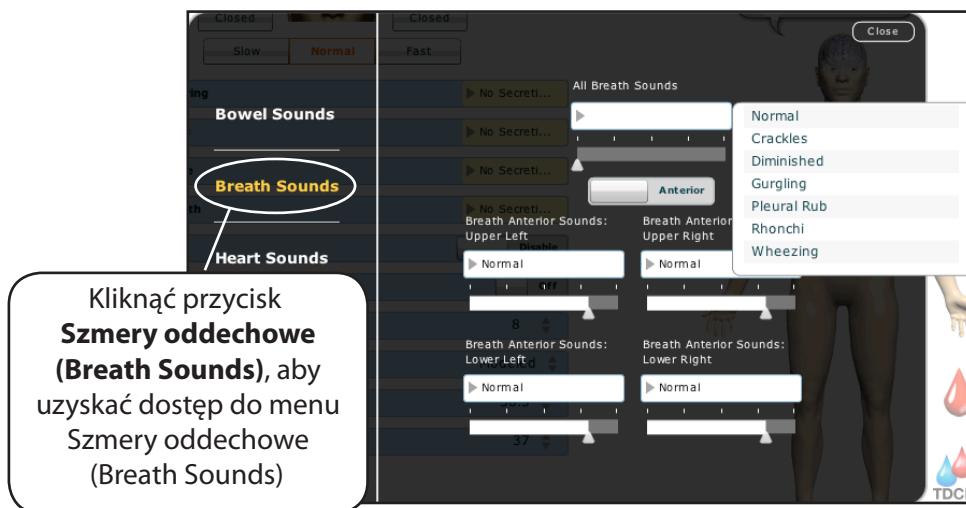 Closed
Closed
Close
Slow
Normal
Fast
ring
No Secreti...
No Secreti...
No Secreti...
th
No Secreti...
Disable
Off
8
Modeled
37
Bowel Sounds
Breath Sounds
Heart Sounds
All Breath Sounds
Normal
Crackles
Diminished
Gurgling
Pleural Rub
Rhonchi
Wheezing
Anterior
Breath Anterior Sounds:
Upper Left
Normal
Breath Anterior
Upper Right
Normal
Breath Anterior Sounds:
Lower Left
Normal
Breath Anterior Sounds:
Lower Right
Normal
Kliknąć przycisk
Szmery oddechowe
(Breath Sounds), aby
uzyskać dostęp do menu
Szmery oddechowe
(Breath Sounds)